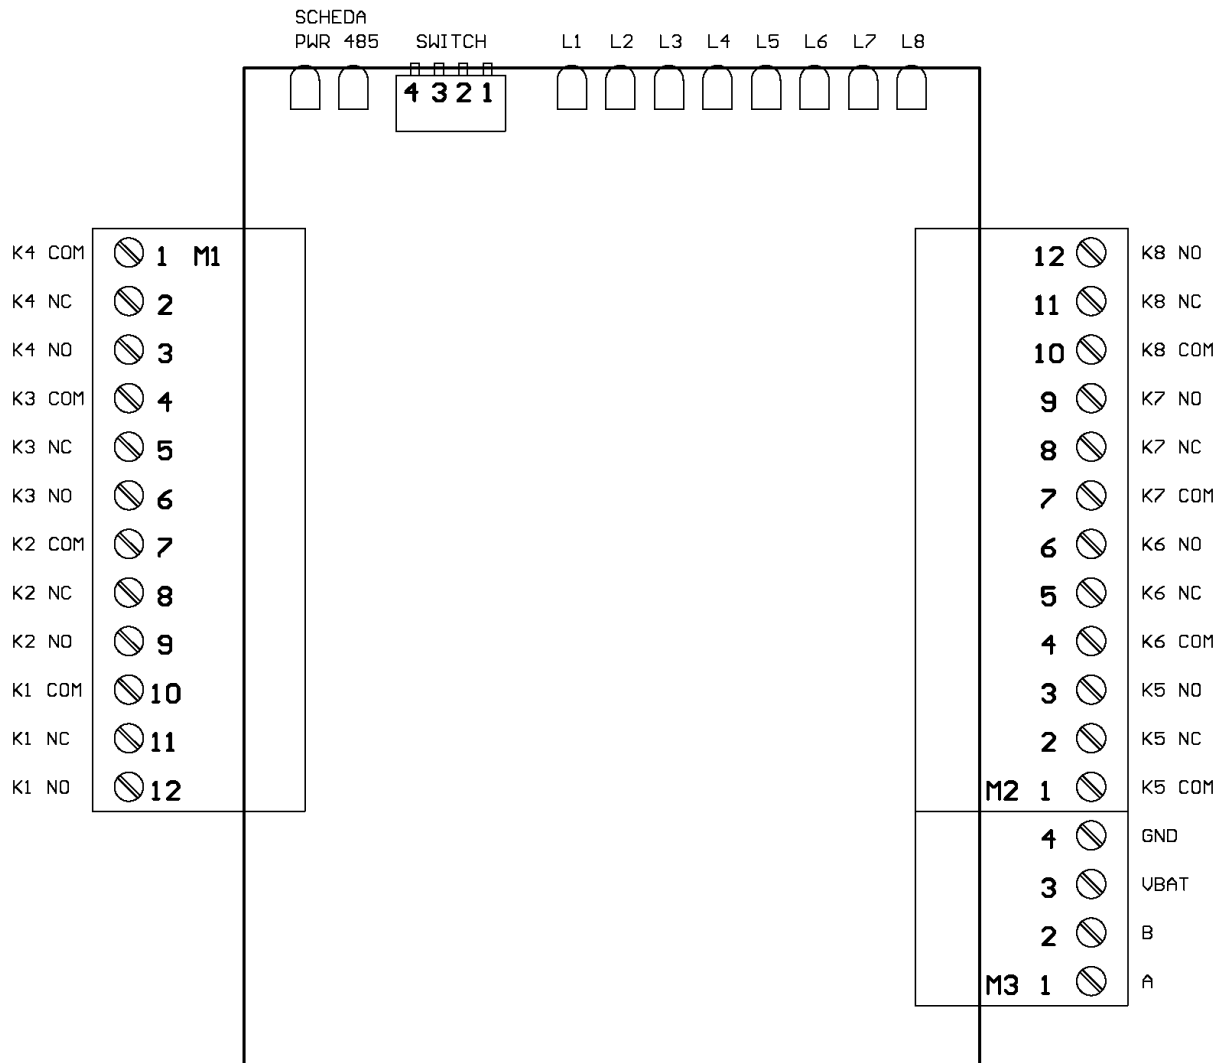 SCHEDA
PWR 485 SWITCH L1 L2 L3 L4 L5 L6 L7 L8
4 3 2 1
K4 COM 1 M1
K4 NC 2
K4 NO 3
K3 COM 4
K3 NC 5
K3 NO 6
K2 COM 7
K2 NC 8
K2 NO 9
K1 COM 10
K1 NC 11
K1 NO 12
12 K8 NO
11 K8 NC
10 K8 COM
9 K7 NO
8 K7 NC
7 K7 COM
6 K6 NO
5 K6 NC
4 K6 COM
3 K5 NO
2 K5 NC
M2 1 K5 COM
4 GND
3 VBAT
2 B
M3 1 A